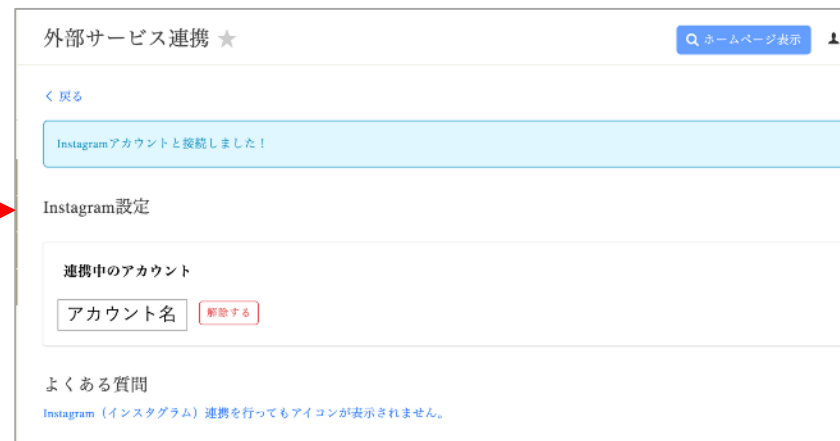 外部サービス連携 ★
ホームページ表示
く 戻る
Instagramアカウントと接続しました！
Instagram設定
連携中のアカウント
アカウント名 解除する
よくある質問
Instagram（インスタグラム）連携を行ってもアイコンが表示されません。